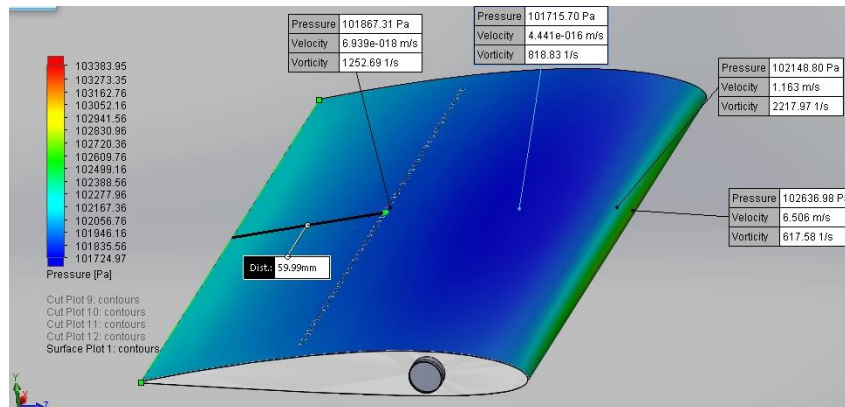 Pressure 101867.31 Pa
Velocity 6.939e-018 m/s
Vorticity 1252.69 1/s
Pressure 101715.70 Pa
Velocity 4.441e-016 m/s
Vorticity 818.83 1/s
Pressure 102148.80 Pa
Velocity 1.163 m/s
Vorticity 2217.97 1/s
103383.95
103273.35
103162.76
103052.16
102941.56
102830.96
102720.36
102609.76
102499.16
102388.56
102277.96
102167.36
102056.76
101946.16
101835.56
101724.97
Pressure [Pa]
Pressure 102636.98 Pa
Velocity 6.506 m/s
Vorticity 617.58 1/s
Dist.: 59.99mm
Cut Plot 9: contours
Cut Plot 10: contours
Cut Plot 11: contours
Cut Plot 12: contours
Surface Plot 1: contours
Y
Z